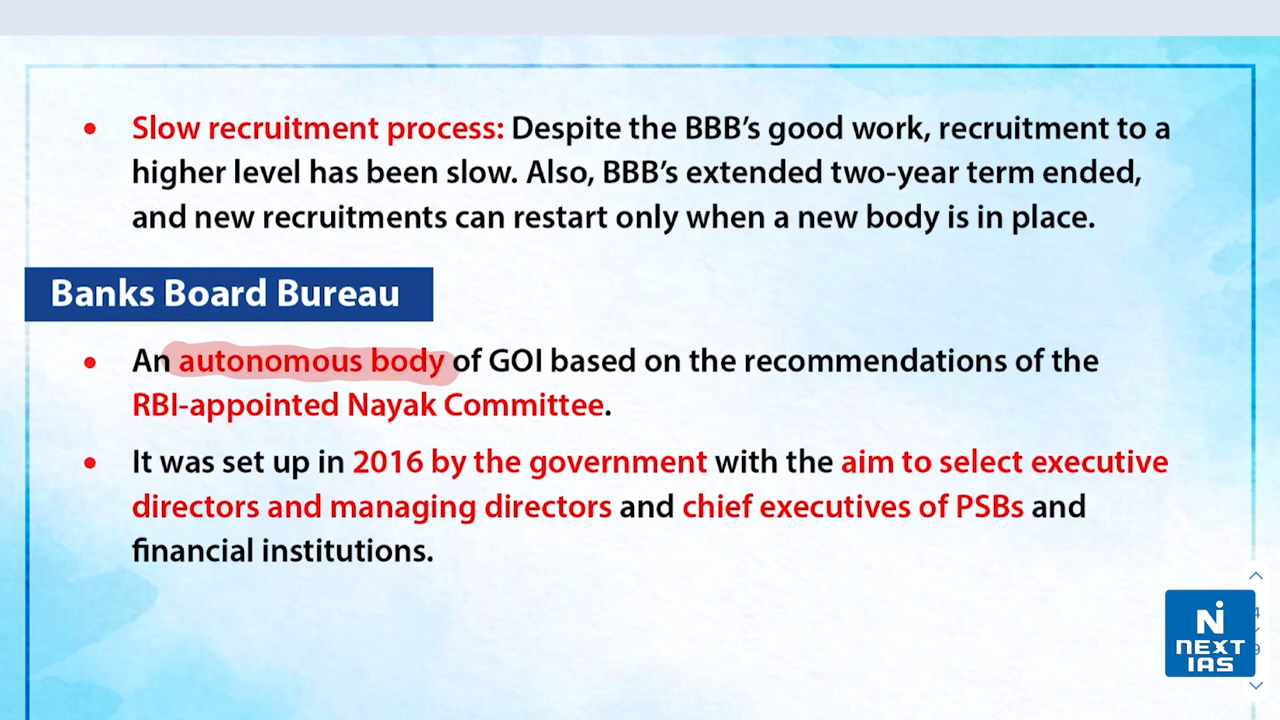 • Slow recruitment process: Despite the BBB’s good work, recruitment to a
higher level has been slow. Also, BBB’s extended two-year term ended,
and new recruitments can restart only when a new body is in place.
Banks Board Bureau
• An autonomous body of GOI based on the recommendations of the
RBI-appointed Nayak Committee.
• It was set up in 2016 by the government with the aim to select executive
directors and managing directors and chief executives of PSBs and
financial institutions.
NEXT
IAS